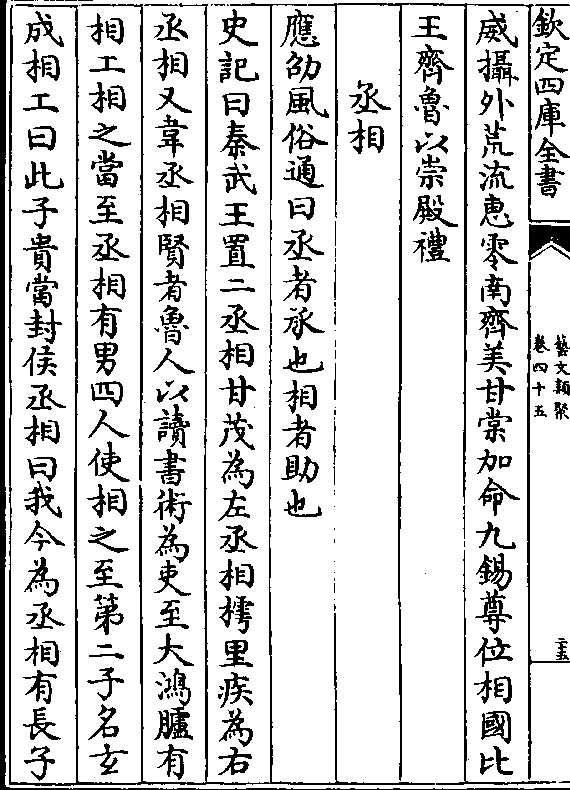 欽定四庫全書
藝文類聚
卷四十五
二五
威攝外荒流惠零南齊美甘棠加命九錫尊位相國比
王齊魯以崇殿禮
丞相
應劭風俗通曰丞者承也相者助也
史記曰秦武王置二丞相甘茂為左丞相樗里疾為右
丞相又韋丞相賢者魯人以讀書術為吏至大鴻臚有
相工相之當至丞相有男四人使相之至第二子名玄
成相工曰此子貴當封侯丞相曰我今為丞相有長子